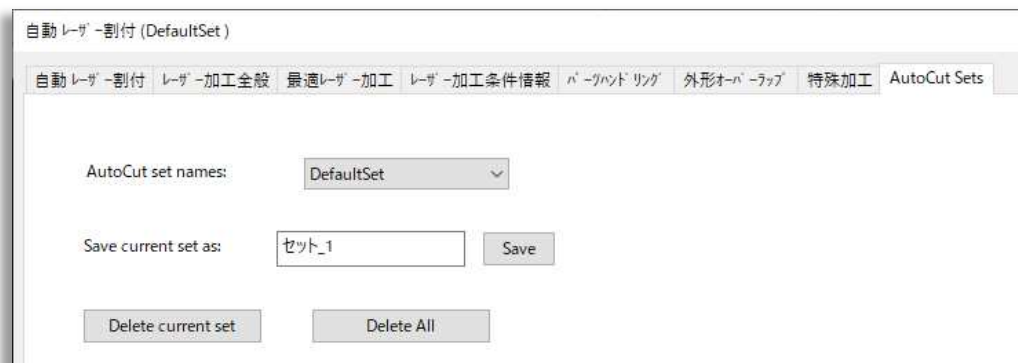 自動 ﾚｰｻﾞｰ割付 (DefaultSet )
自動 ﾚｰｻﾞｰ割付 ﾚｰｻﾞｰ加工全般 最適ﾚｰｻﾞｰ加工 ﾚｰｻﾞｰ加工条件情報 ﾊﾟｰﾂﾊﾝﾄﾞﾘﾝｸﾞ 外形ｵｰﾊﾞｰﾗｯﾌﾟ 特殊加工 AutoCut Sets
AutoCut set names: DefaultSet
Save current set as: セット_1 Save
Delete current set Delete All